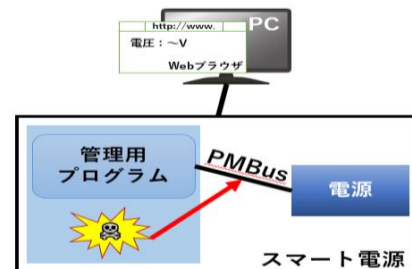 http://www.
PC
電圧：～V
Webブラウザ
管理用
プログラム
PMBus
電源
スマート電源